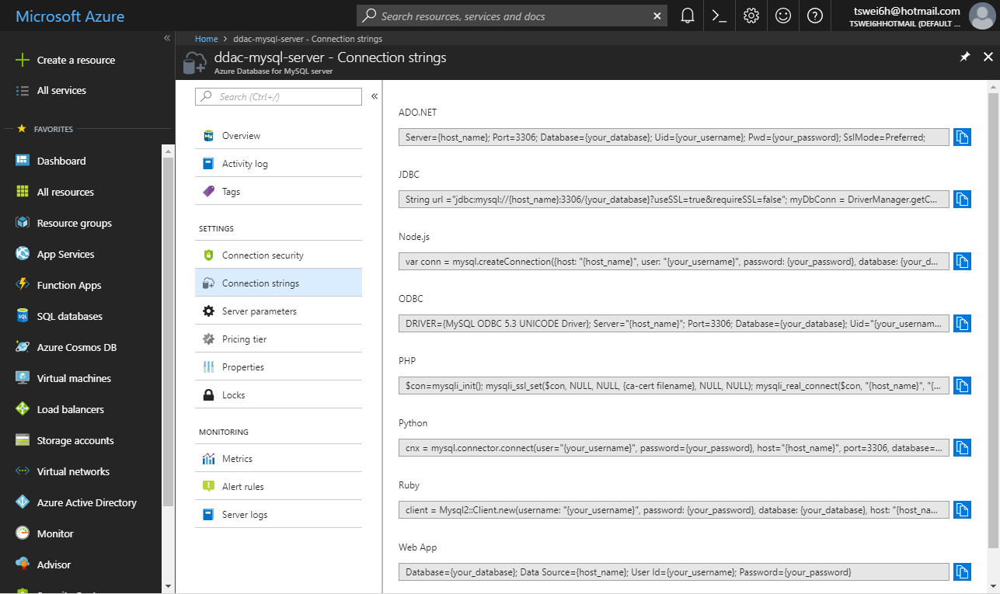 Microsoft Azure
Search resources, services and docs
tswei6h@hotmail.com
TSWEI6HHOTMAIL (DEFAULT ...
Create a resource
All services
FAVORITES
Dashboard
All resources
Resource groups
App Services
Function Apps
SQL databases
Azure Cosmos DB
Virtual machines
Load balancers
Storage accounts
Virtual networks
Azure Active Directory
Monitor
Advisor
Home > ddac-mysql-server - Connection strings
ddac-mysql-server - Connection strings
Azure Database for MySQL server
Search (Ctrl+/)
Overview
Activity log
Tags
SETTINGS
Connection security
Connection strings
Server parameters
Pricing tier
Properties
Locks
MONITORING
Metrics
Alert rules
Server logs
ADO.NET
Server={host_name}; Port=3306; Database={your_database}; Uid={your_username}; Pwd={your_password}; SslMode=Preferred;
JDBC
String url ="jdbc:mysql://{host_name}:3306/{your_database}?useSSL=true&requireSSL=false"; myDbConn = DriverManager.getC...
Node.js
var conn = mysql.createConnection({host: "{host_name}", user: "{your_username}", password: {your_password}, database: {your_d...
ODBC
DRIVER={MySQL ODBC 5.3 UNICODE Driver}; Server="{host_name}"; Port=3306; Database={your_database}; Uid="{your_usernam...
PHP
$con=mysqli_init(); mysqli_ssl_set($con, NULL, NULL, {ca-cert filename}, NULL, NULL); mysqli_real_connect($con, "{host_name}", "{...
Python
cnx = mysql.connector.connect(user="{your_username}", password={your_password}, host="{host_name}", port=3306, database=...
Ruby
client = Mysql2::Client.new(username: "{your_username}", password: {your_password}, database: {your_database}, host: "{host_na...
Web App
Database={your_database}; Data Source={host_name}; User Id={your_username}; Password={your_password}